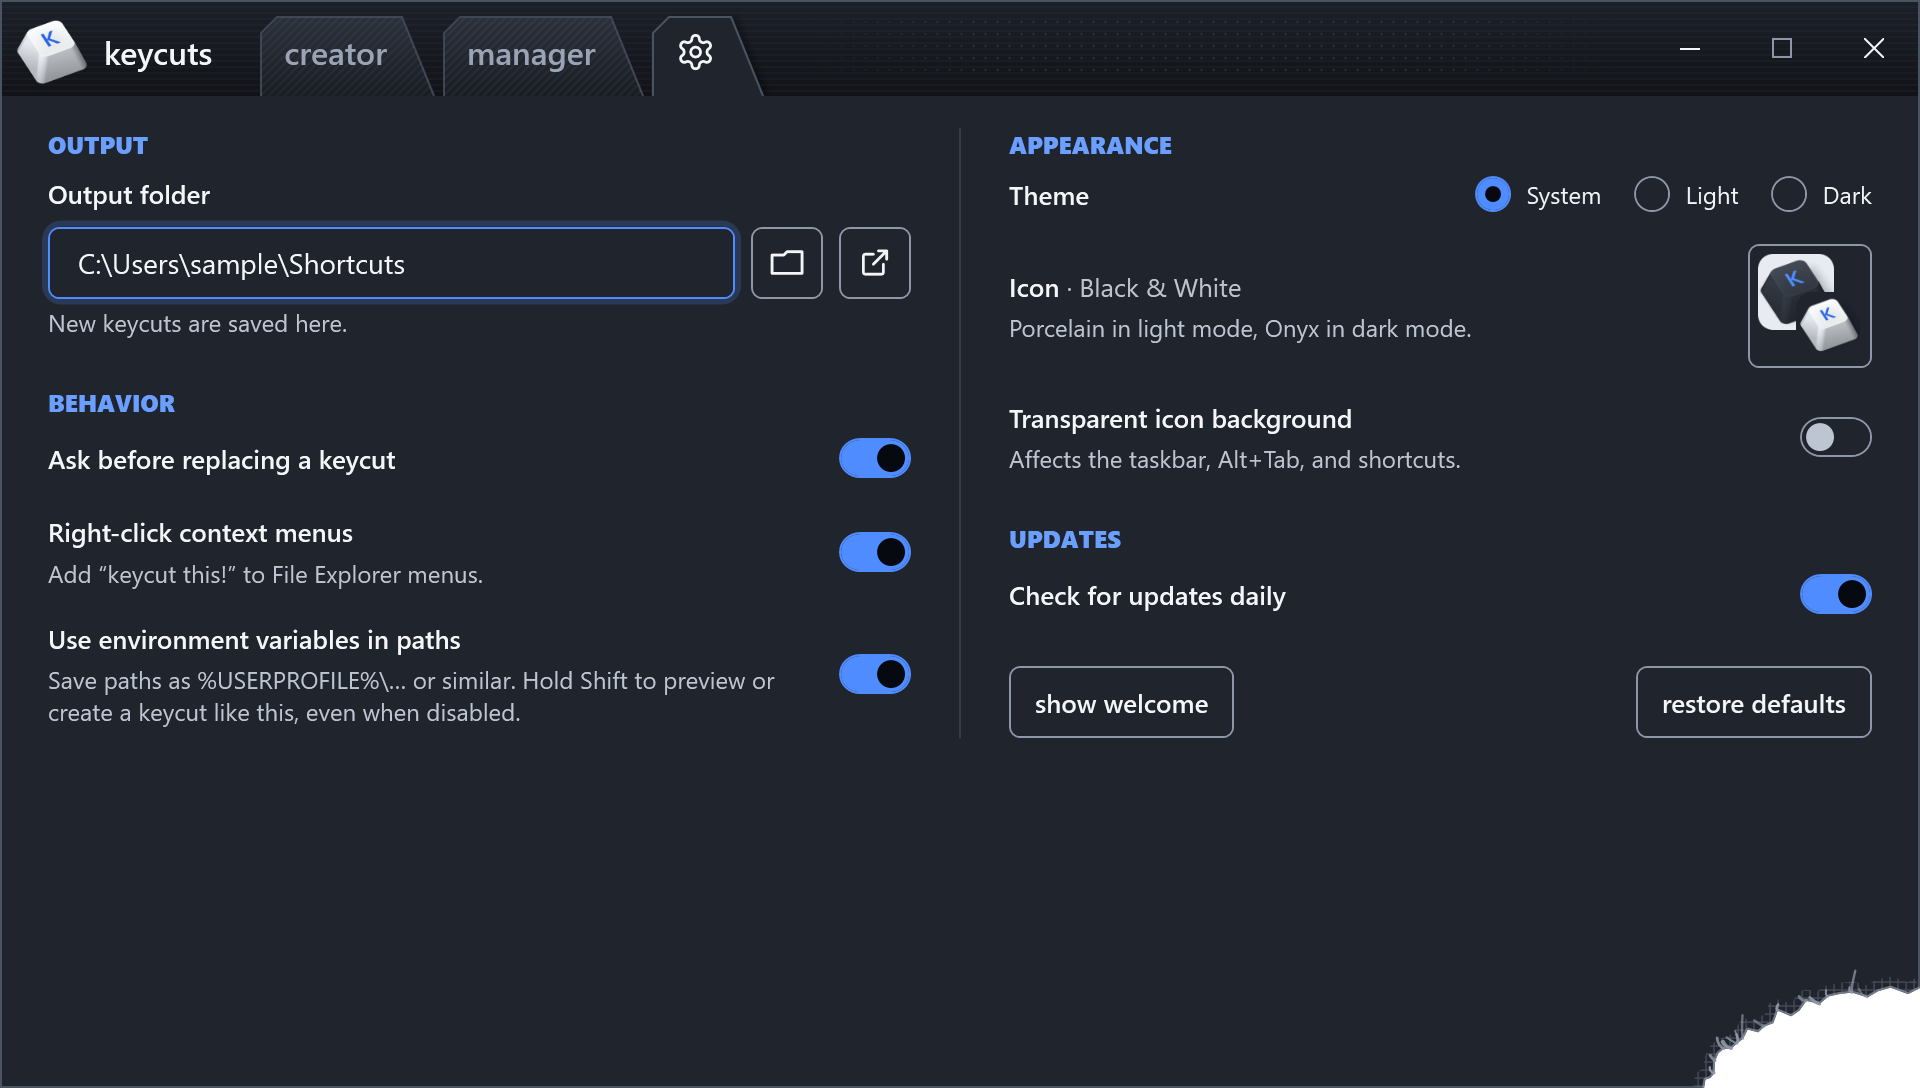 keycuts
creator
manager
OUTPUT
Output folder
C:\Users\sample\Shortcuts
New keycuts are saved here.
BEHAVIOR
Ask before replacing a keycut
Right-click context menus
Add “keycut this!” to File Explorer menus.
Use environment variables in paths
Save paths as %USERPROFILE%\... or similar. Hold Shift to preview or
create a keycut like this, even when disabled.
APPEARANCE
Theme
System
Light
Dark
Icon · Black & White
Porcelain in light mode, Onyx in dark mode.
K
K
Transparent icon background
Affects the taskbar, Alt+Tab, and shortcuts.
UPDATES
Check for updates daily
show welcome
restore defaults
K